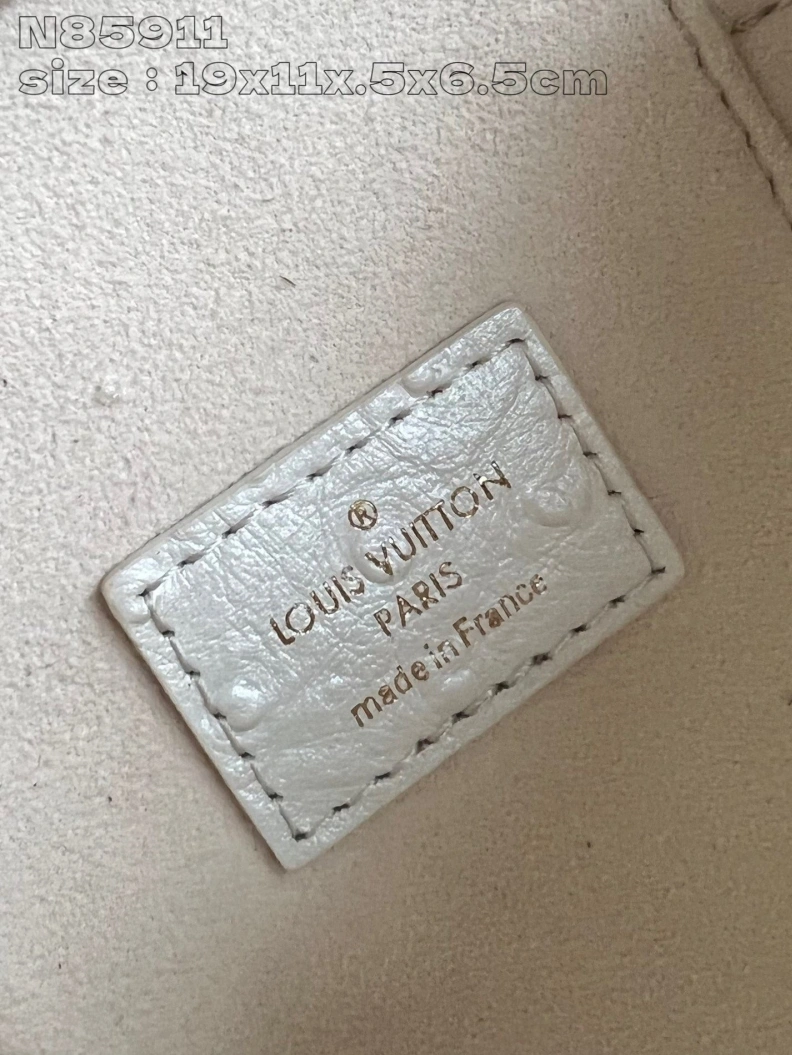 N85911
size : 19x11x.5x6.5cm
®
LOUIS VUITTON
PARIS
made in France